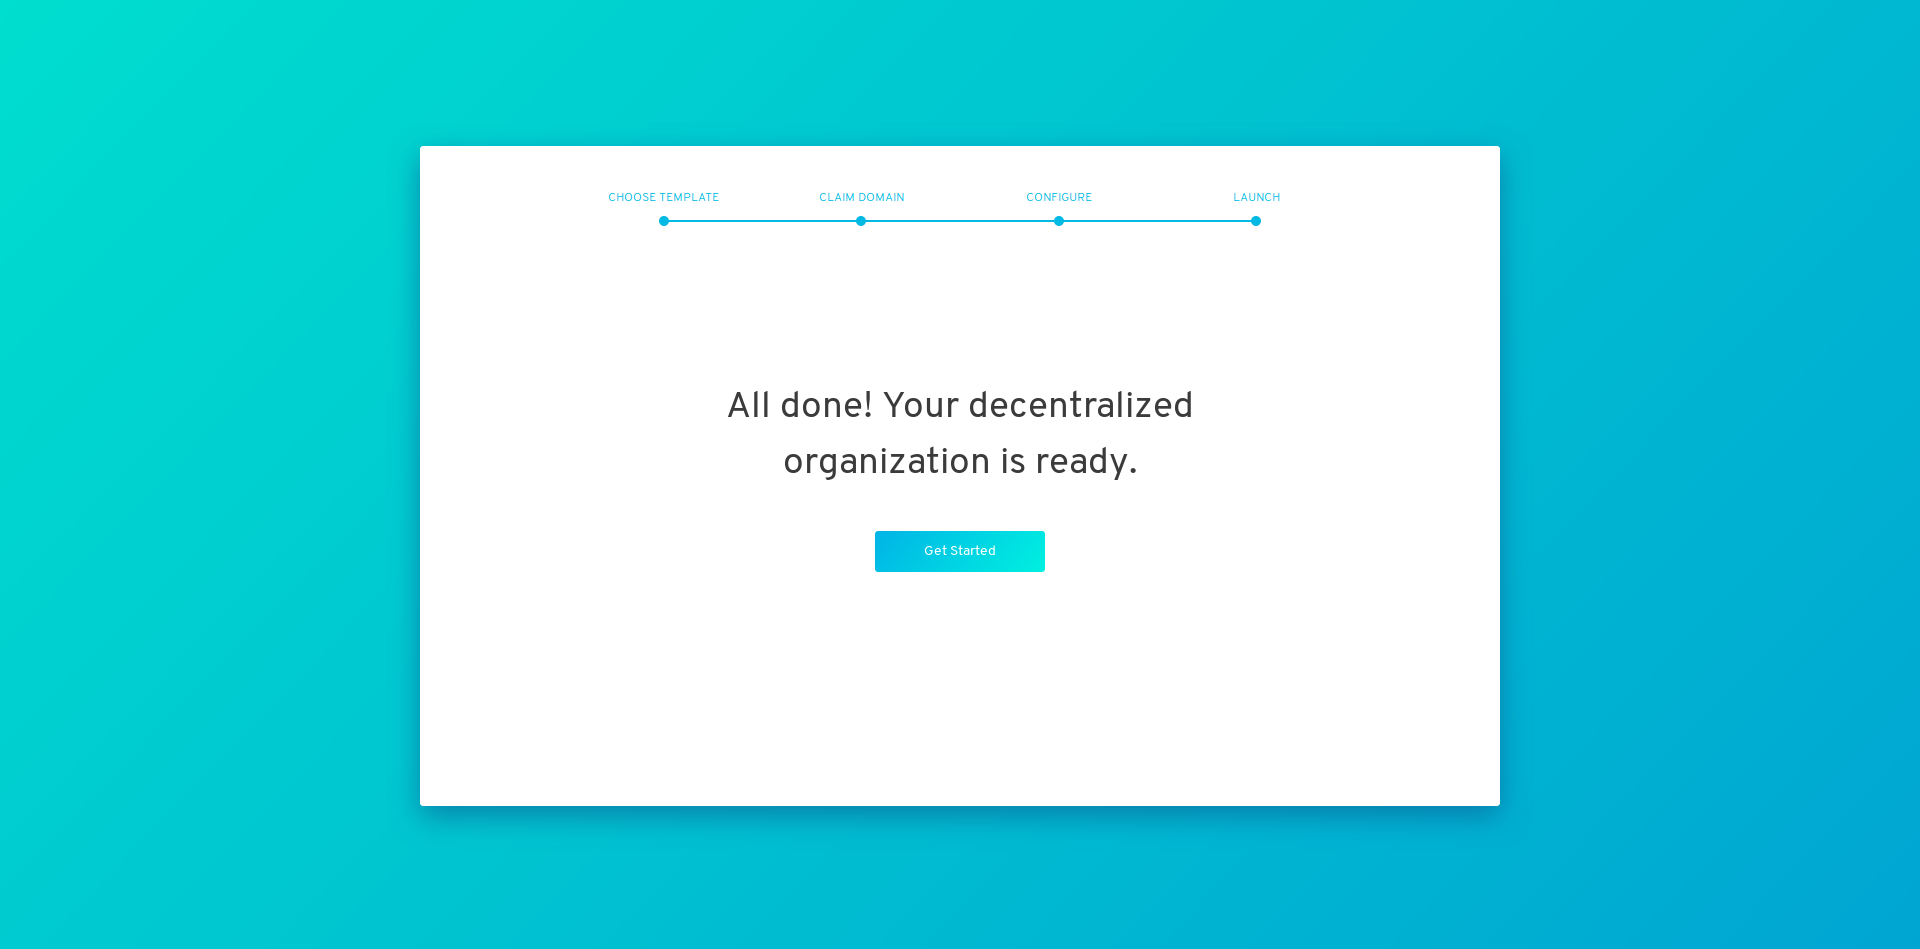 CHOOSE TEMPLATE CLAIM DOMAIN CONFIGURE LAUNCH
All done! Your decentralized
organization is ready.
Get Started